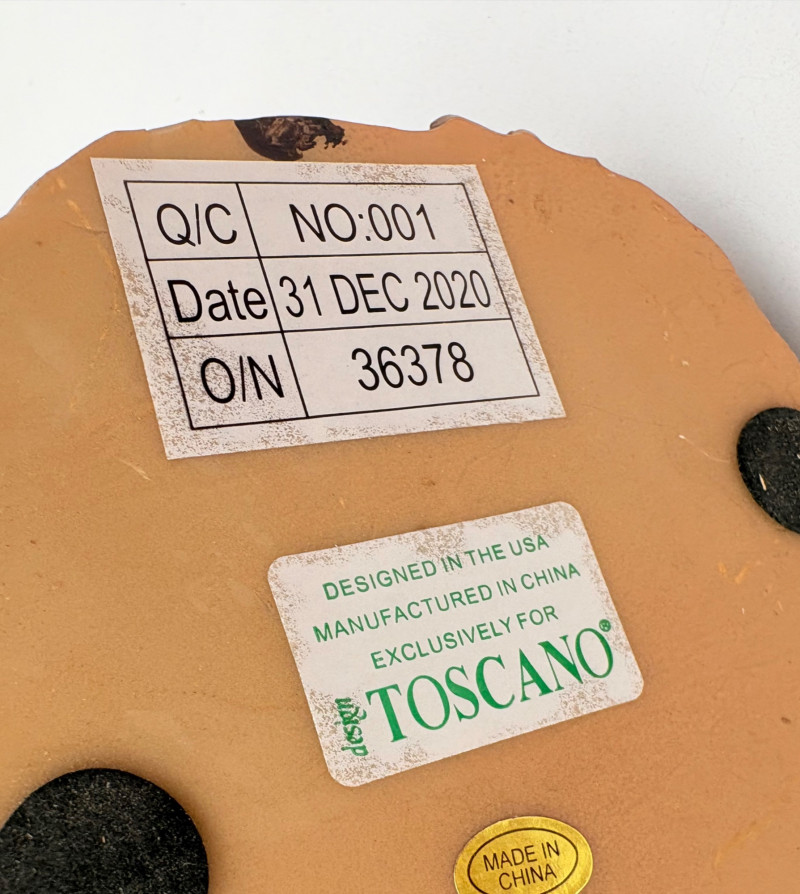 Q/C NO:001
Date 31 DEC 2020
O/N 36378
DESIGNED IN THE USA
MANUFACTURED IN CHINA
EXCLUSIVELY FOR
design TOSCANO®
MADE IN
CHINA